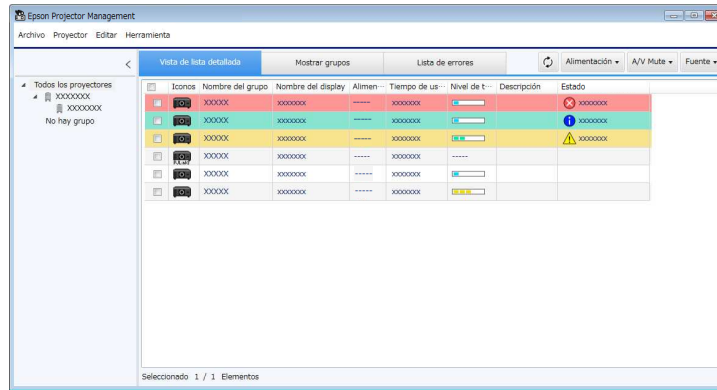 Epson Projector Management
Archivo Proyector Editar Herramienta
Vista de lista detallada Mostrar grupos Lista de errores Alimentación A/V Mute Fuente
Todos los proyectores
XXXXXXX
XXXXXXX
No hay grupo
Iconos Nombre del grupo Nombre del display Alimen··· Tiempo de us··· Nivel de t··· Descripción Estado
XXXXX xxxxxxx ----- xxxxxxx xxxxxxx
XXXXX xxxxxxx ----- xxxxxxx xxxxxxx
XXXXX xxxxxxx ----- xxxxxxx xxxxxxx
XXXXX xxxxxxx ----- xxxxxxx -----
XXXXX xxxxxxx ----- xxxxxxx
XXXXX xxxxxxx ----- xxxxxxx
Seleccionado 1 / 1 Elementos